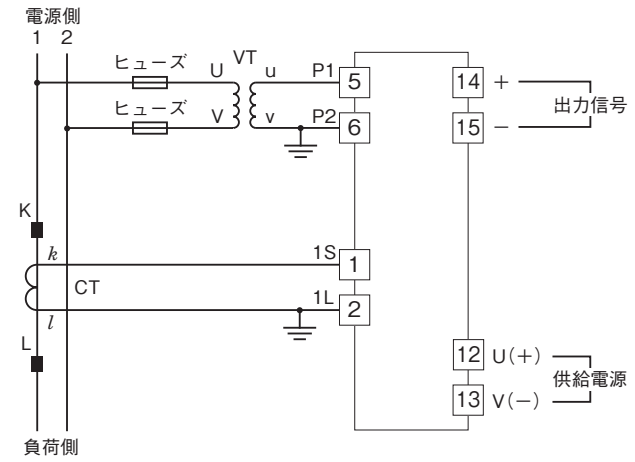 電源側
1 2
ヒューズ U VT u P1 5 14 +
出力信号
ヒューズ V v P2 6 15 −
K
k 1S 1
CT
l 1L 2
L
12 U(+)
供給電源
13 V(−)
負荷側